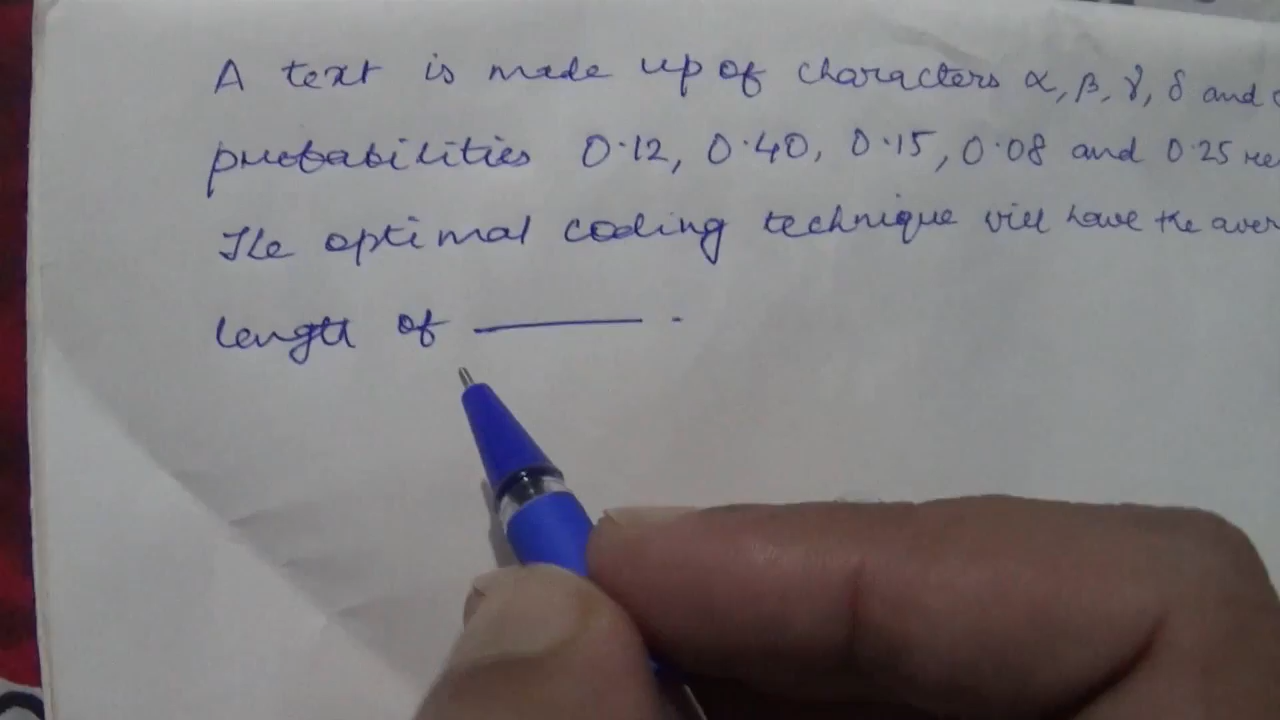 A text is made up of characters α, β, γ, δ and
probabilities 0.12, 0.40, 0.15, 0.08 and 0.25
The optimal coding technique will have the
length of ———— .